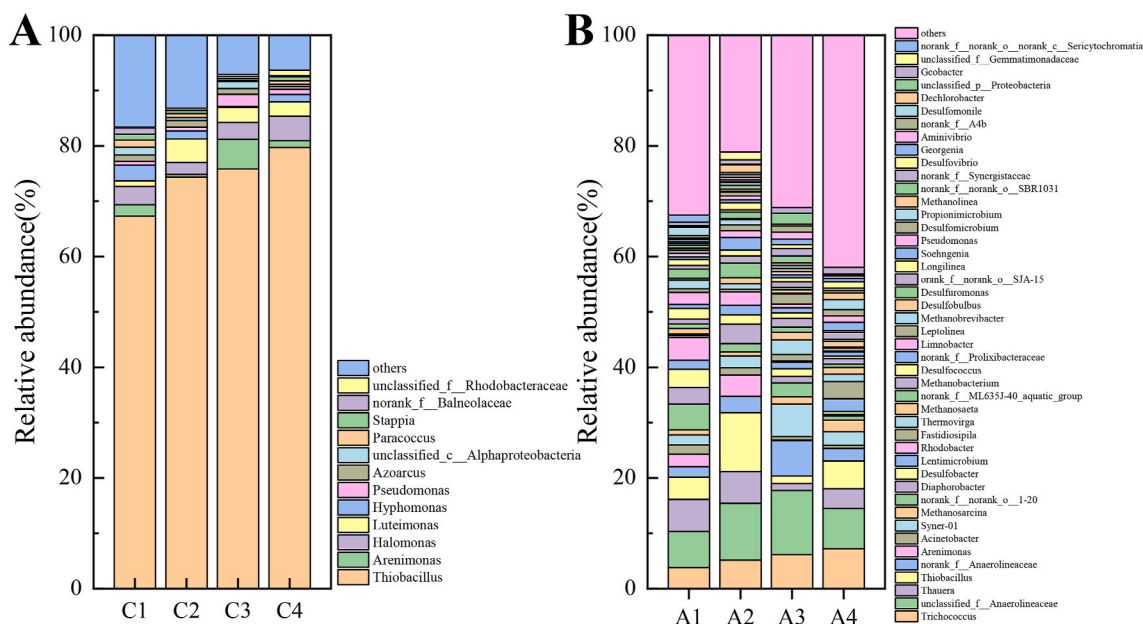 A
Relative abundance(%)
100
80
60
40
20
0
C1 C2 C3 C4
others
unclassified_f__Rhodobacteraceae
norank_f__Balneolaceae
Stappia
Paracoccus
unclassified_c__Alphaproteobacteria
Azoarcus
Pseudomonas
Hyphomonas
Luteimonas
Halomonas
Arenimonas
Thiobacillus
B
Relative abundance(%)
100
80
60
40
20
0
A1 A2 A3 A4
others
norank_f__norank_o__norank_c__Sericytochromatia
unclassified_f__Gemmatimonadaceae
Geobacter
unclassified_p__Proteobacteria
Dechlorobacter
Desulfomonile
norank_f__A4b
Aminivibrio
Georgenia
Desulfovibrio
norank_f__Synergistaceae
norank_f__norank_o__SBR1031
Methanolinea
Propionimicrobium
Desulfomicrobium
Pseudomonas
Soehngenia
Longilinea
orank_f__norank_o__SJA-15
Desulfuromonas
Desulfobulbus
Methanobrevibacter
Leptolinea
Limnobacter
norank_f__Prolixibacteraceae
Desulfococcus
Methanobacterium
norank_f__ML635J-40_aquatic_group
Methanosaeta
Thermovirga
Fastidiosipila
Rhodobacter
Lentimicrobium
Desulfobacter
Diaphorobacter
norank_f__norank_o__1-20
Methanosarcina
Syner-01
Acinetobacter
Arenimonas
norank_f__Anaerolineaceae
Thiobacillus
Thauera
unclassified_f__Anaerolineaceae
Trichococcus